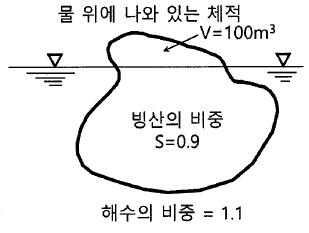 물 위에 나와 있는 체적
V=100m³
빙산의 비중
S=0.9
해수의 비중 = 1.1